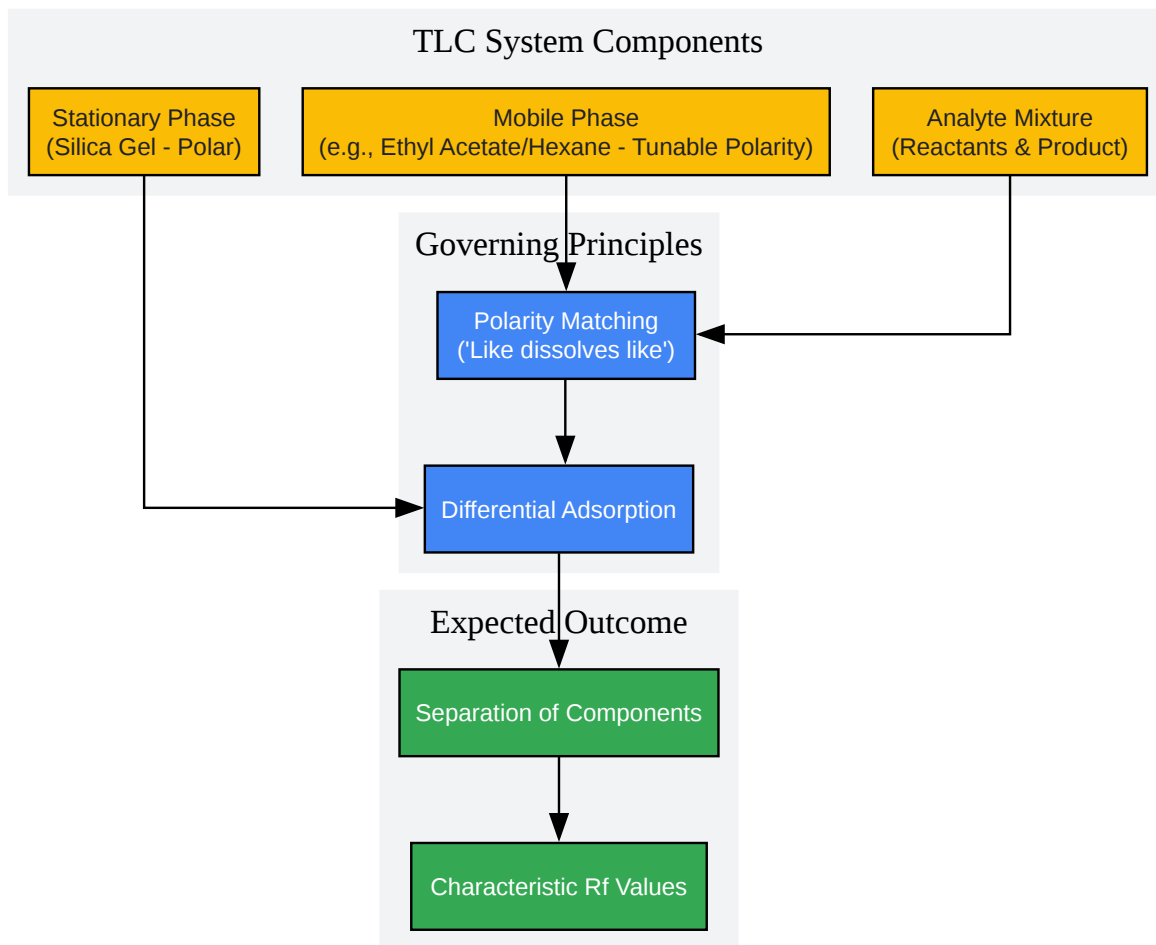 TLC System Components
Stationary Phase
(Silica Gel - Polar)
Mobile Phase
(e.g., Ethyl Acetate/Hexane - Tunable Polarity)
Analyte Mixture
(Reactants & Product)
Governing Principles
Polarity Matching
('Like dissolves like')
Differential Adsorption
Expected Outcome
Separation of Components
Characteristic Rf Values